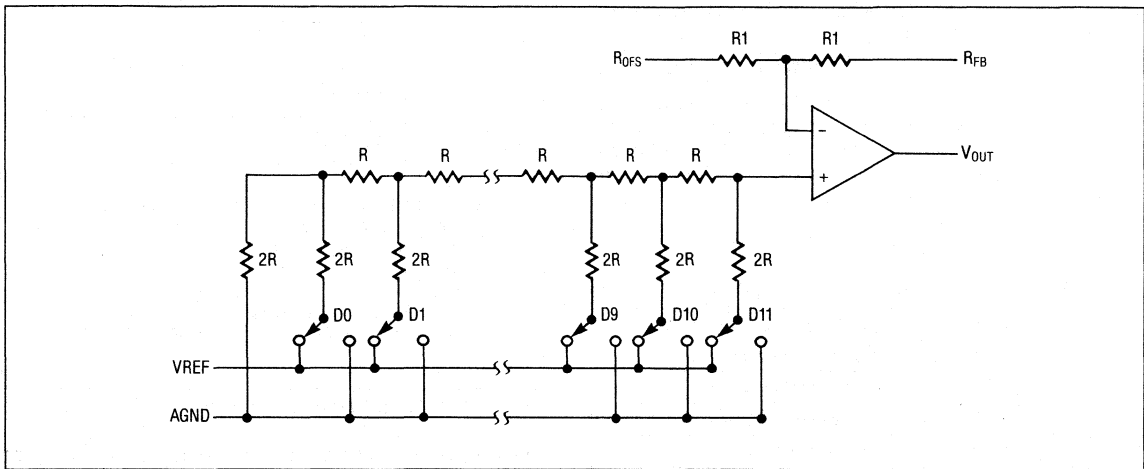 R1 R1
ROFS RFB
VOUT
R R R R R
2R 2R 2R 2R 2R 2R
D0 D1 D9 D10 D11
VREF
AGND
- +